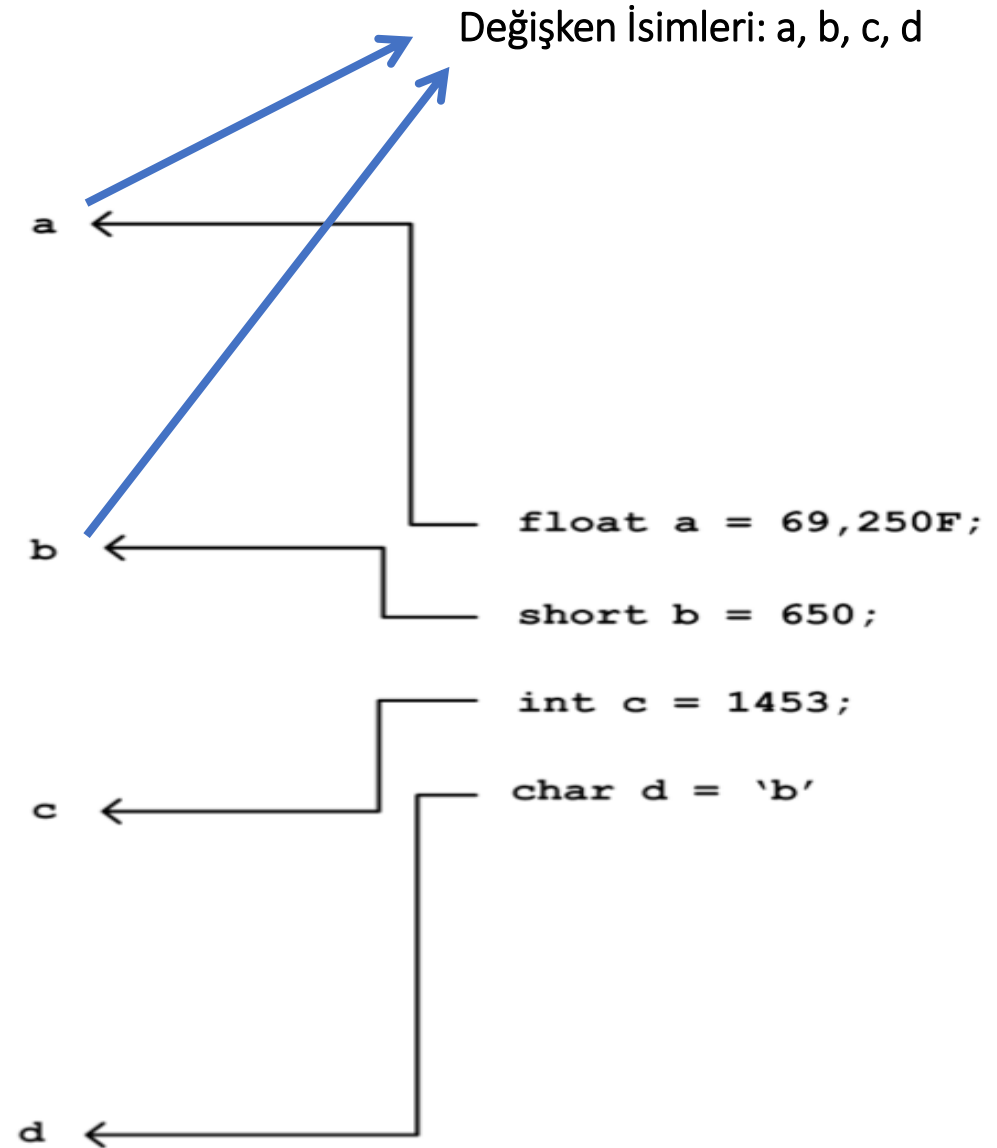 Değişken İsimleri: a, b, c, d
a
float a = 69,250F;
b
short b = 650;
int c = 1453;
char d = ‵b′
c
d